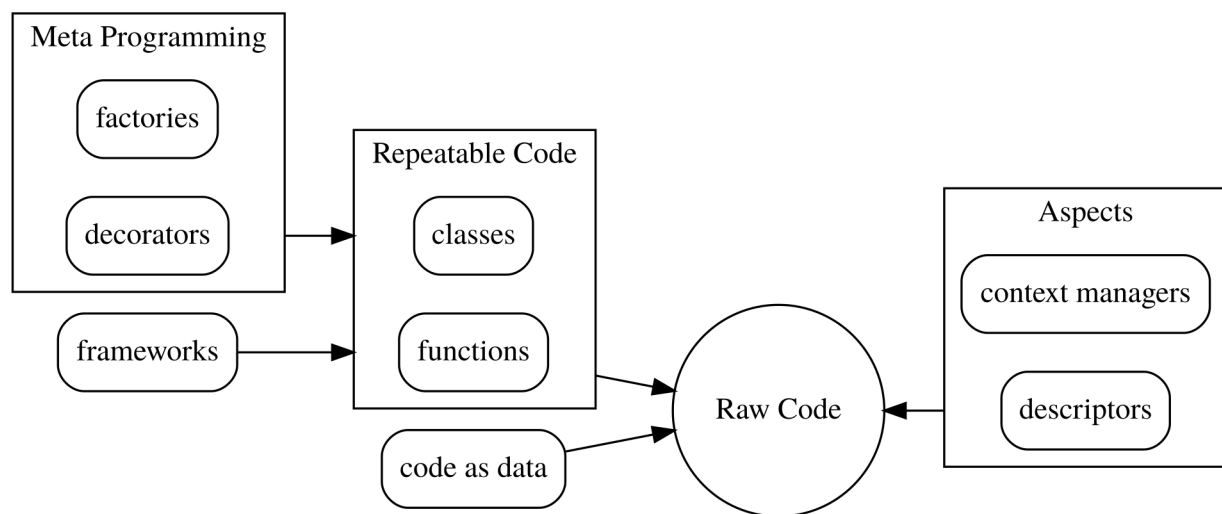 Meta Programming
factories
decorators
frameworks
Repeatable Code
classes
functions
code as data
Raw Code
Aspects
context managers
descriptors